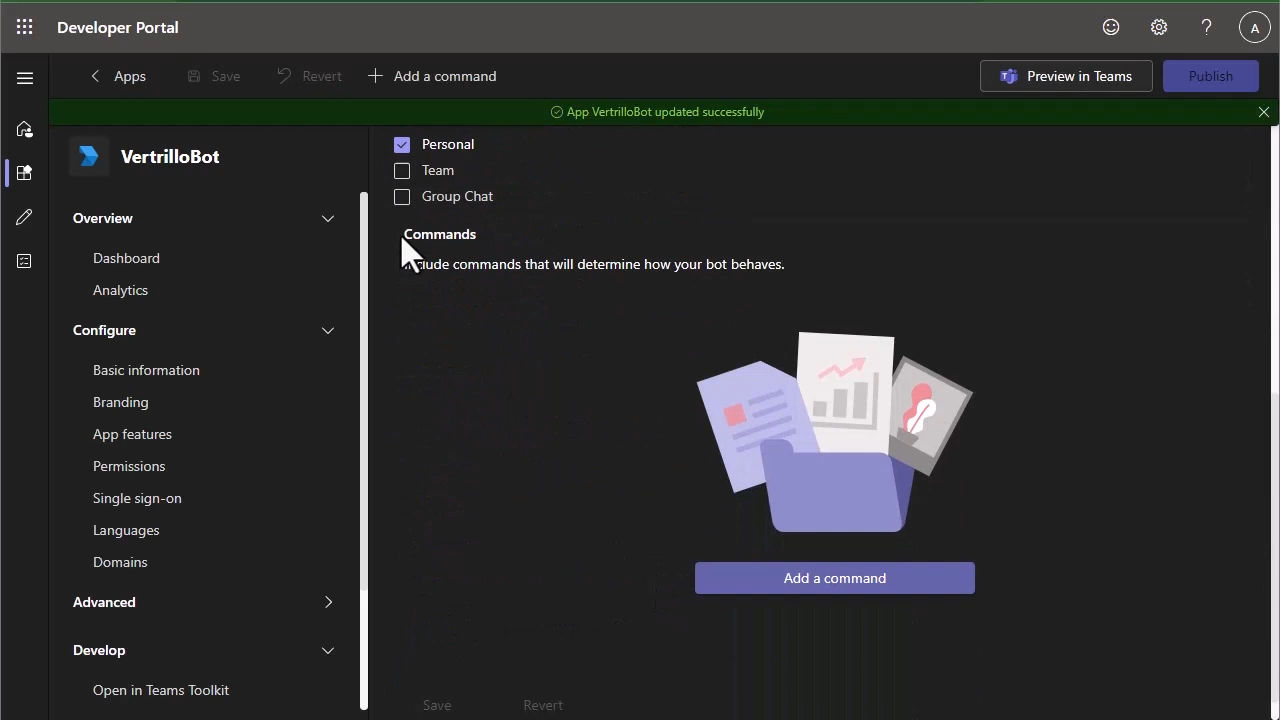 Developer Portal
A
Apps
Save
Revert
Add a command
Preview in Teams
Publish
App VertrilloBot updated successfully
VertrilloBot
Overview
Dashboard
Analytics
Configure
Basic information
Branding
App features
Permissions
Single sign-on
Languages
Domains
Advanced
Develop
Open in Teams Toolkit
Personal
Team
Group Chat
Commands
clude commands that will determine how your bot behaves.
Add a command
Save
Revert